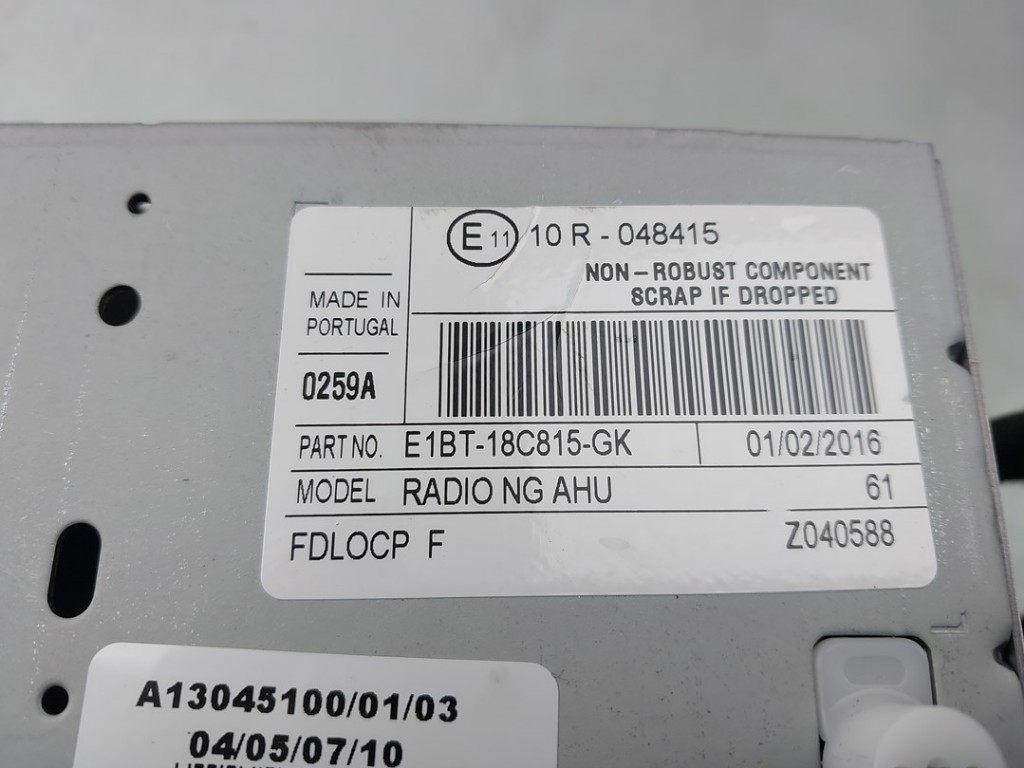 E 11 10 R - 048415
NON-ROBUST COMPONENT
SCRAP IF DROPPED
MADE IN
PORTUGAL
0259A
PART NO. E1BT-18C815-GK 01/02/2016
MODEL RADIO NG AHU 61
FDLOCP F Z040588
A13045100/01/03
04/05/07/10